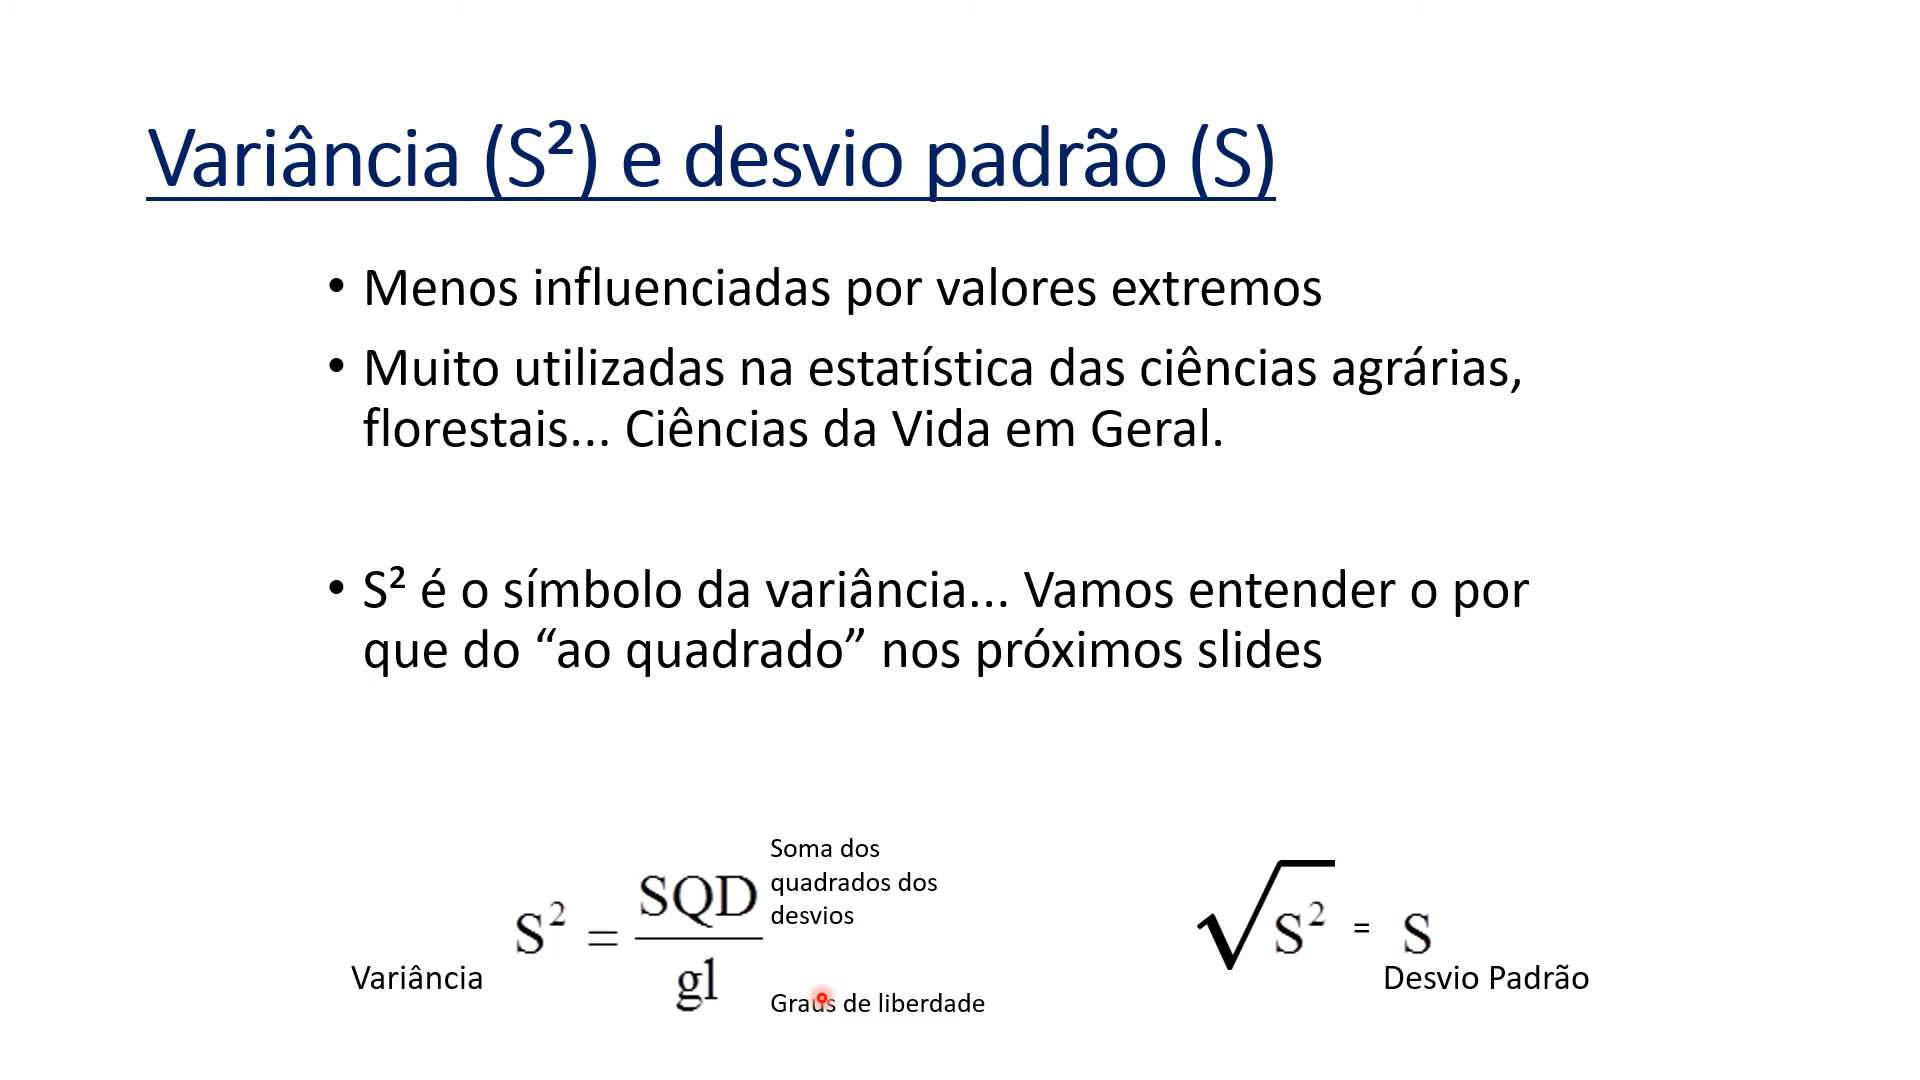 Variância (S²) e desvio padrão (S)
• Menos influenciadas por valores extremos
• Muito utilizadas na estatística das ciências agrárias,
florestais... Ciências da Vida em Geral.
• S² é o símbolo da variância... Vamos entender o por
que do “ao quadrado” nos próximos slides
Soma dos
quadrados dos
desvios
S² = SQD
gl
√S² = S
Variância
Desvio Padrão
Graus de liberdade